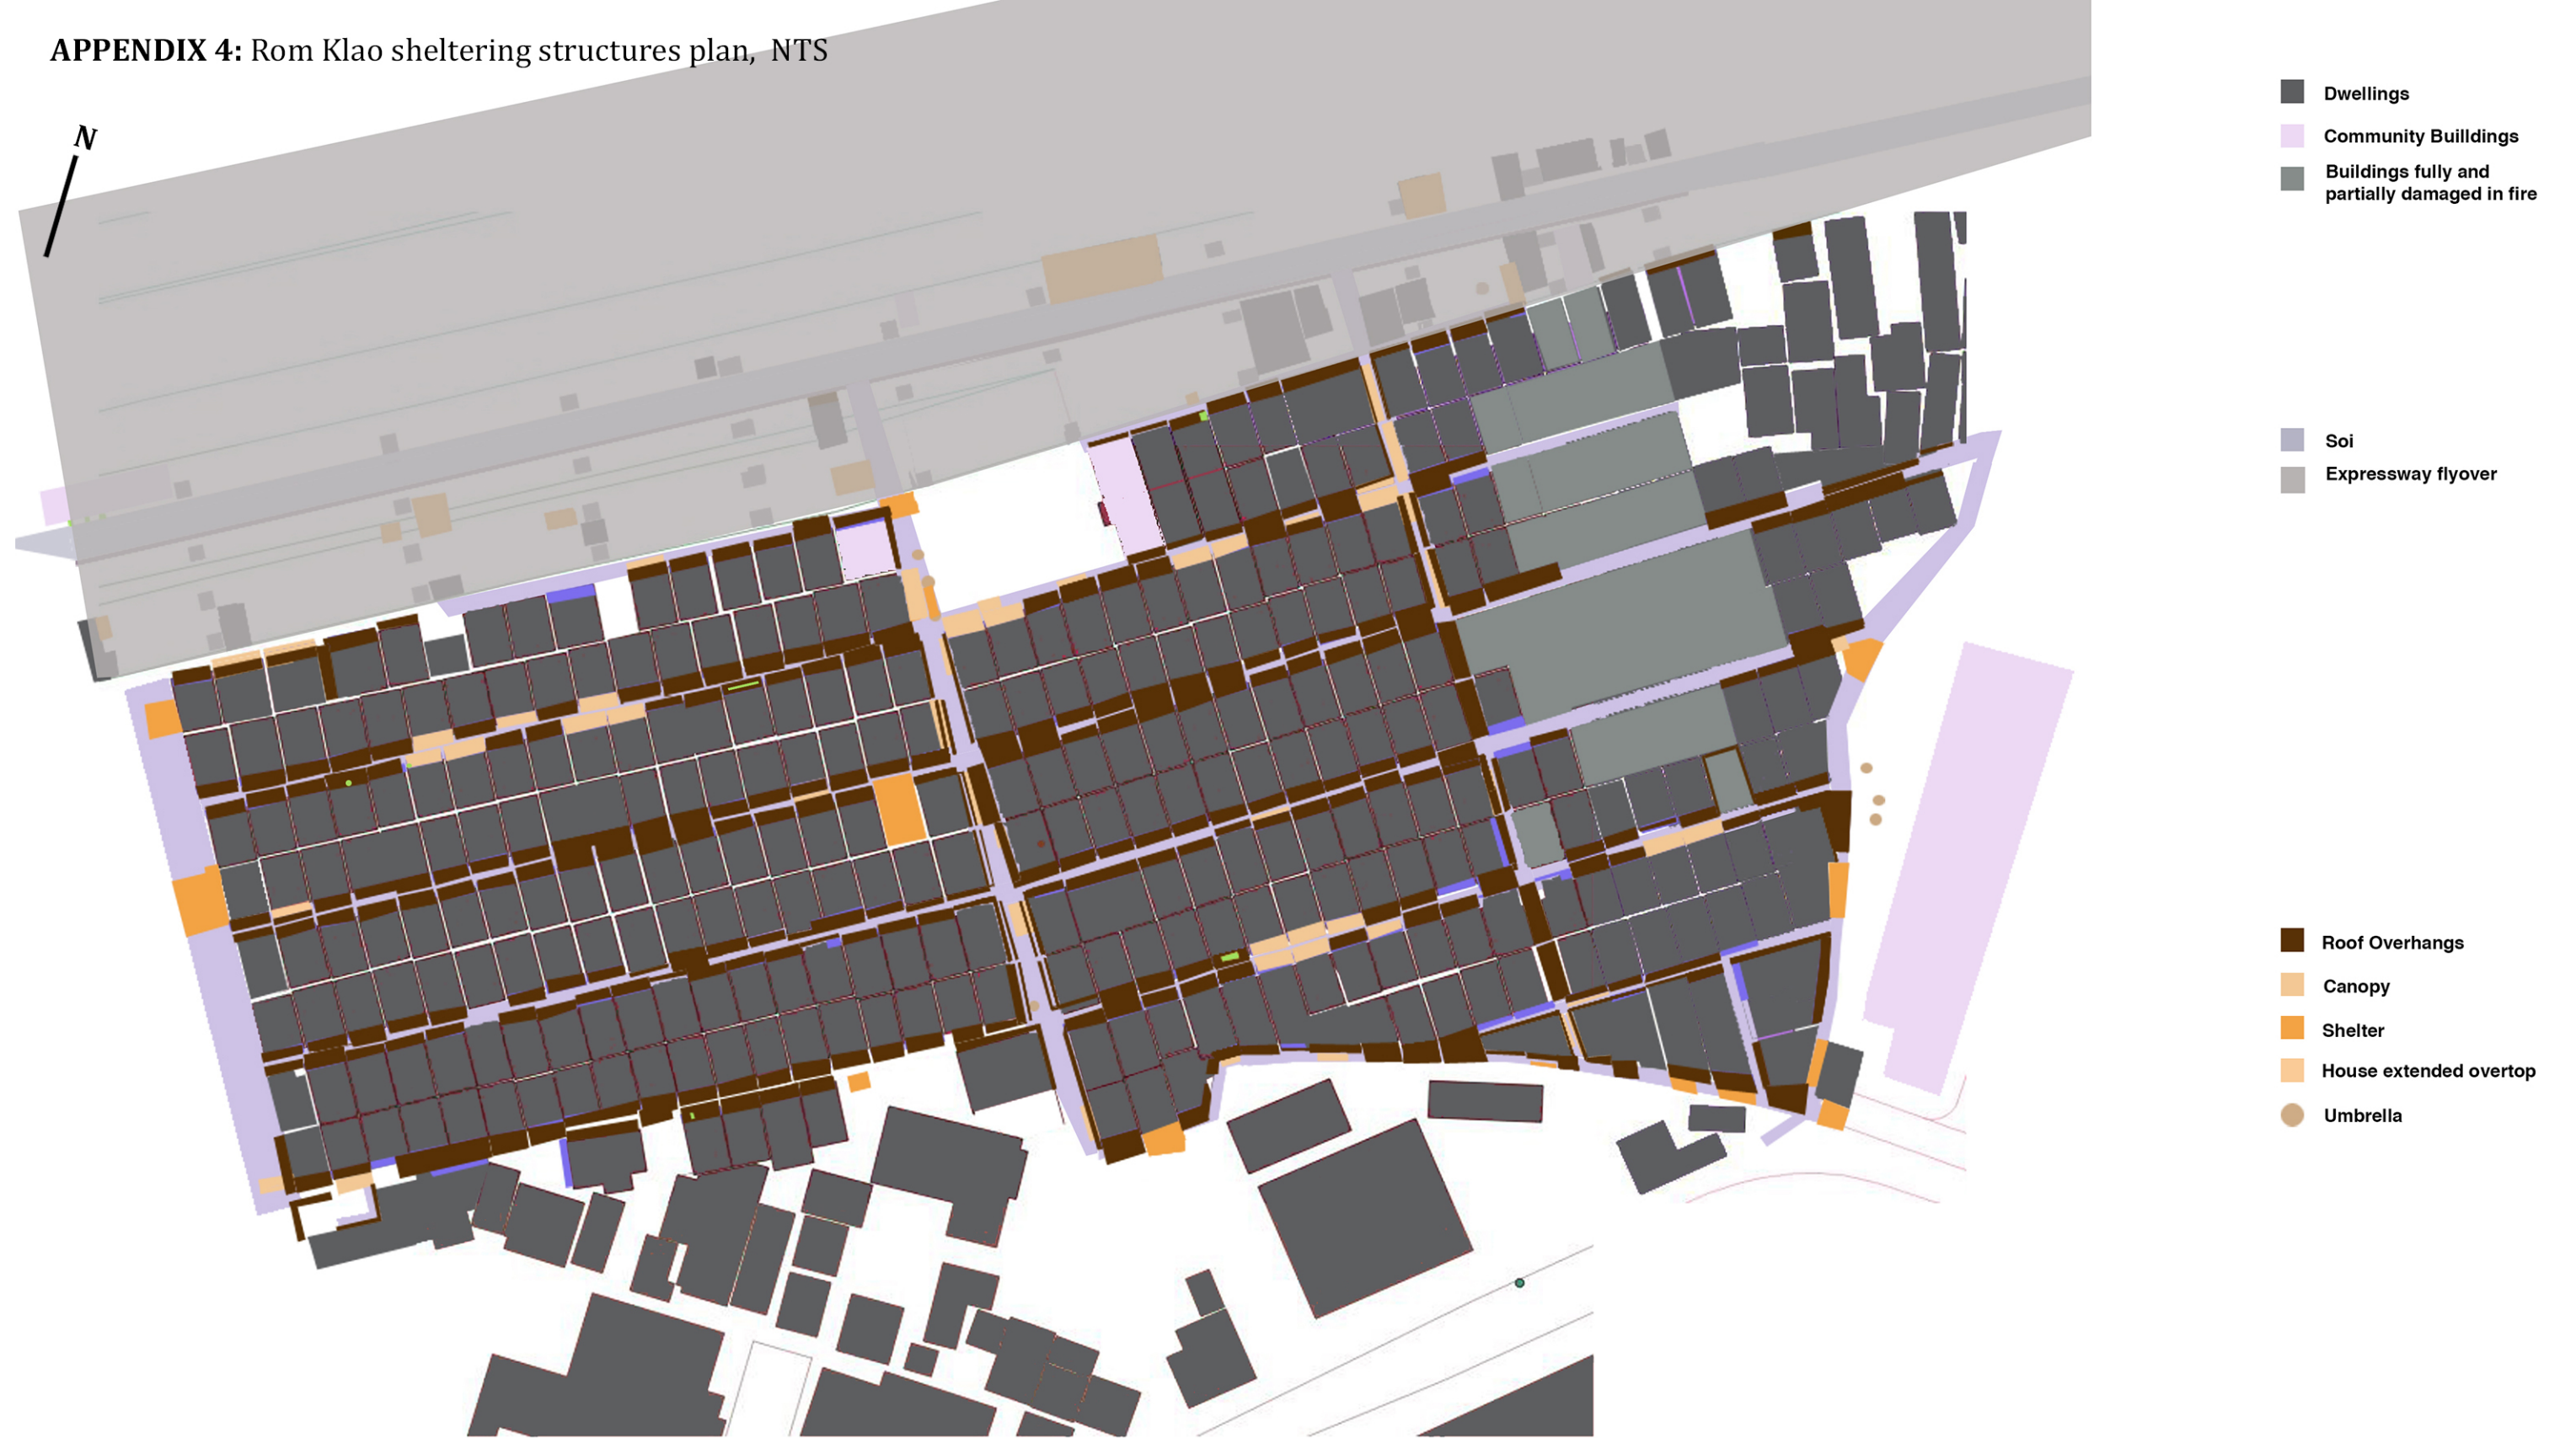 APPENDIX 4: Rom Klao sheltering structures plan, NTS
N
Dwellings
Community Buildings
Buildings fully and
partially damaged in fire
Soi
Expressway flyover
Roof Overhangs
Canopy
Shelter
House extended overtop
Umbrella